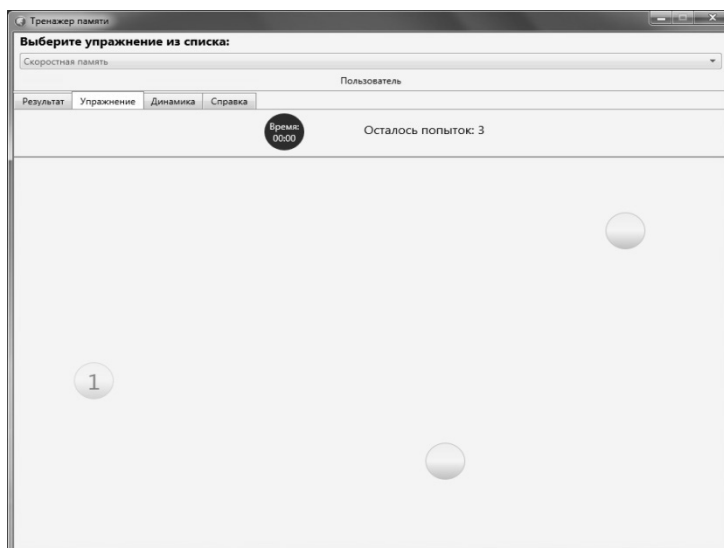 Тренажер памяти
Выберите упражнение из списка:
Скоростная память
Пользователь
Результат Упражнение Динамика Справка
Время:
00:00
Осталось попыток: 3
1